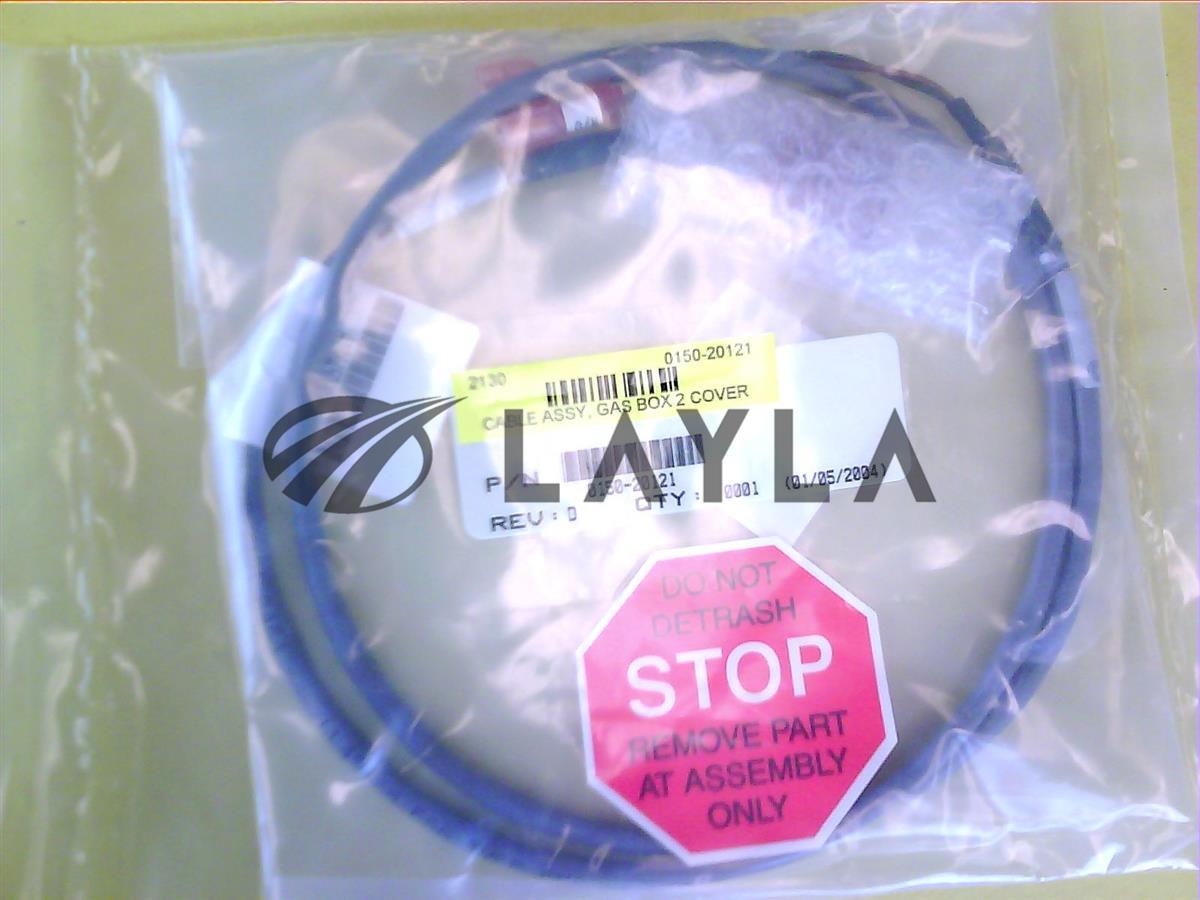 P/N
2130 0150-20121
CABLE ASSY, GAS BOX 2 COVER
LAYLA
P/N
0150-20121
REV: D QTY: 0001 (01/05/2004)
DO NOT
DETRASH
STOP
REMOVE PART
AT ASSEMBLY
ONLY